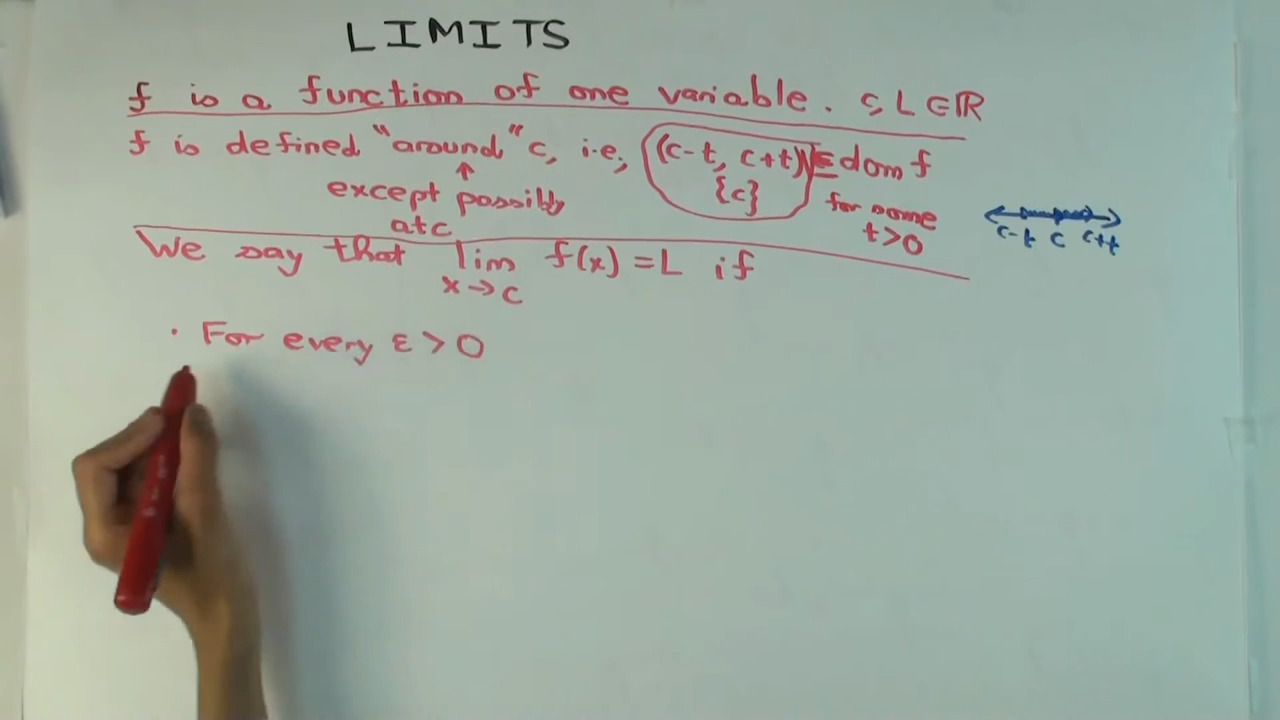 LIMITS
f is a function of one variable. c, L ∈ ℝ
f is defined "around" c, i.e., (c-t, c+t) \ {c} ⊆ dom f
↑
except possibly
at c
for some
t>0
c-t c c+t
We say that lim f(x) = L if
x→c
· For every ε > 0